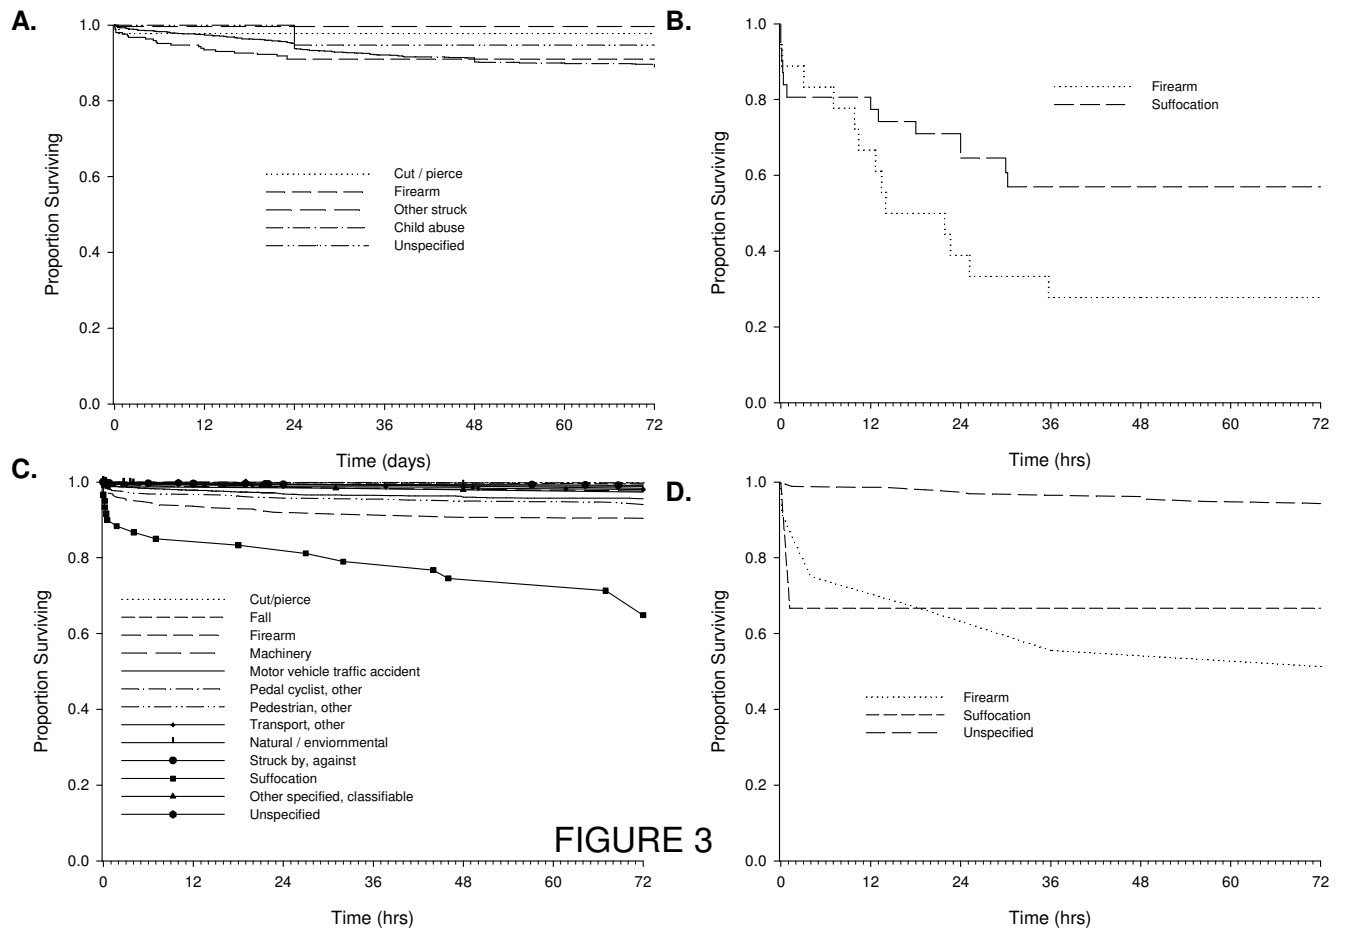 A.
1.0
0.8
0.6
0.4
0.2
0.0
Proportion Surviving
Cut / pierce
Firearm
Other struck
Child abuse
Unspecified
0 12 24 36 48 60 72
Time (days)
B.
1.0
0.8
0.6
0.4
0.2
0.0
Proportion Surviving
Firearm
Suffocation
0 12 24 36 48 60 72
Time (hrs)
C.
1.0
0.8
0.6
0.4
0.2
0.0
Proportion Surviving
Cut/pierce
Fall
Firearm
Machinery
Motor vehicle traffic accident
Pedal cyclist, other
Pedestrian, other
Transport, other
Natural / enviornmental
Struck by, against
Suffocation
Other specified, classifiable
Unspecified
0 12 24 36 48 60 72
Time (hrs)
D.
1.0
0.8
0.6
0.4
0.2
0.0
Proportion Surviving
Firearm
Suffocation
Unspecified
0 12 24 36 48 60 72
Time (hrs)
FIGURE 3